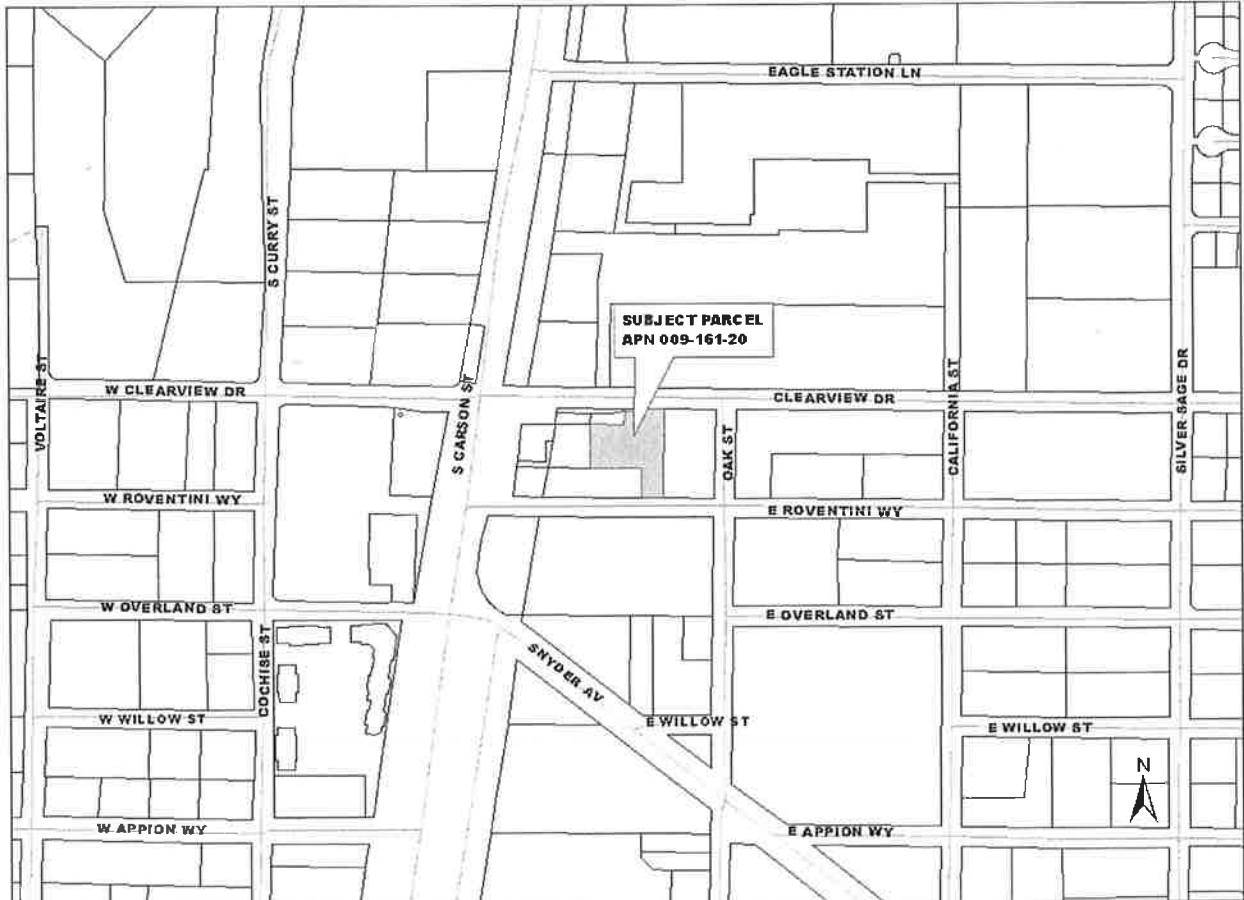 EAGLE STATION LN
S CURRY ST
SUBJECT PARCEL
APN 009-161-20
VOLTAIRE ST
W CLEARVIEW DR
S CARSON ST
CLEARVIEW DR
OAK ST
CALIFORNIA ST
SILVER SAGE DR
W ROVENTINI WY
E ROVENTINI WY
W OVERLAND ST
E OVERLAND ST
COCHISE ST
SNYDER AV
W WILLOW ST
E WILLOW ST
E WILLOW ST
N
W APPION WY
E APPION WY